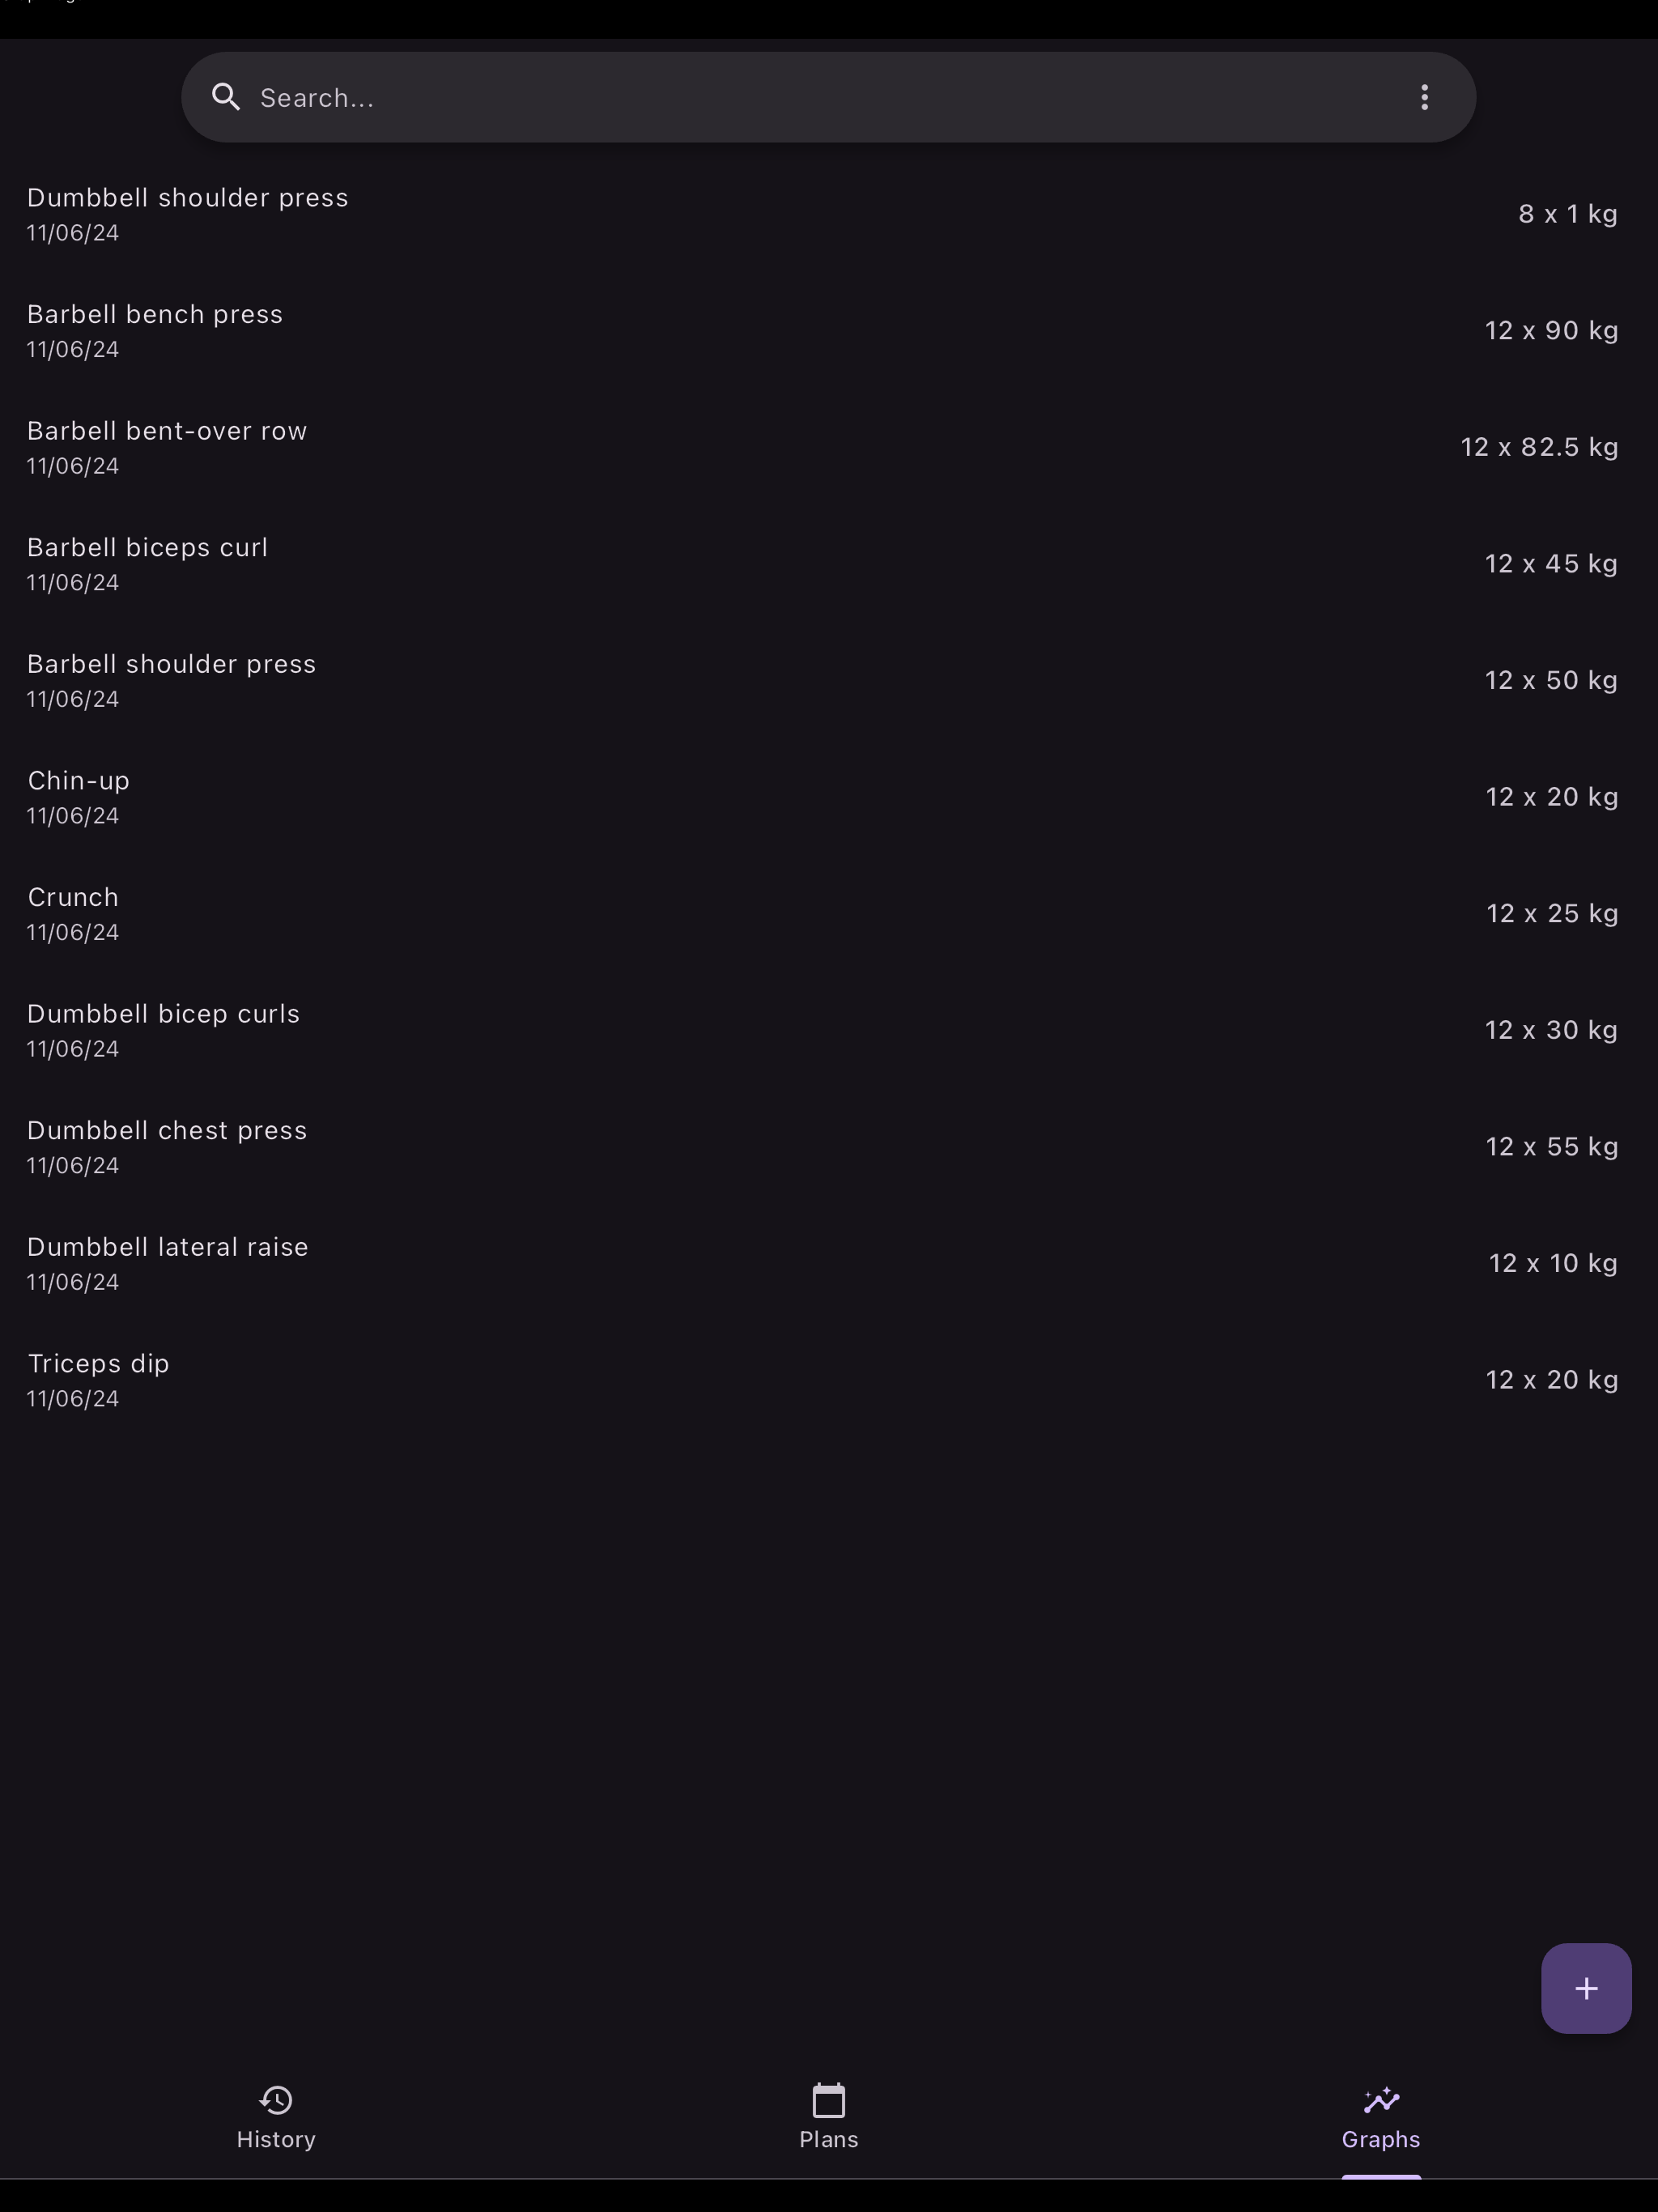 Search...
Dumbbell shoulder press
11/06/24
8 x 1 kg
Barbell bench press
11/06/24
12 x 90 kg
Barbell bent-over row
11/06/24
12 x 82.5 kg
Barbell biceps curl
11/06/24
12 x 45 kg
Barbell shoulder press
11/06/24
12 x 50 kg
Chin-up
11/06/24
12 x 20 kg
Crunch
11/06/24
12 x 25 kg
Dumbbell bicep curls
11/06/24
12 x 30 kg
Dumbbell chest press
11/06/24
12 x 55 kg
Dumbbell lateral raise
11/06/24
12 x 10 kg
Triceps dip
11/06/24
12 x 20 kg
History
Plans
Graphs